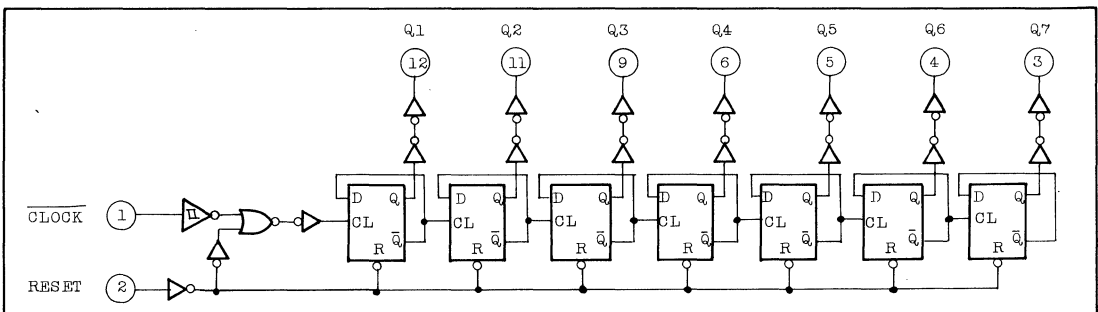 Q1 Q2 Q3 Q4 Q5 Q6 Q7
12 11 9 6 5 4 3
D Q D Q D Q D Q D Q D Q D Q
CLOCK 1 CL CL CL CL CL CL CL
R Q̅ R Q̅ R Q̅ R Q̅ R Q̅ R Q̅ R Q̅
RESET 2